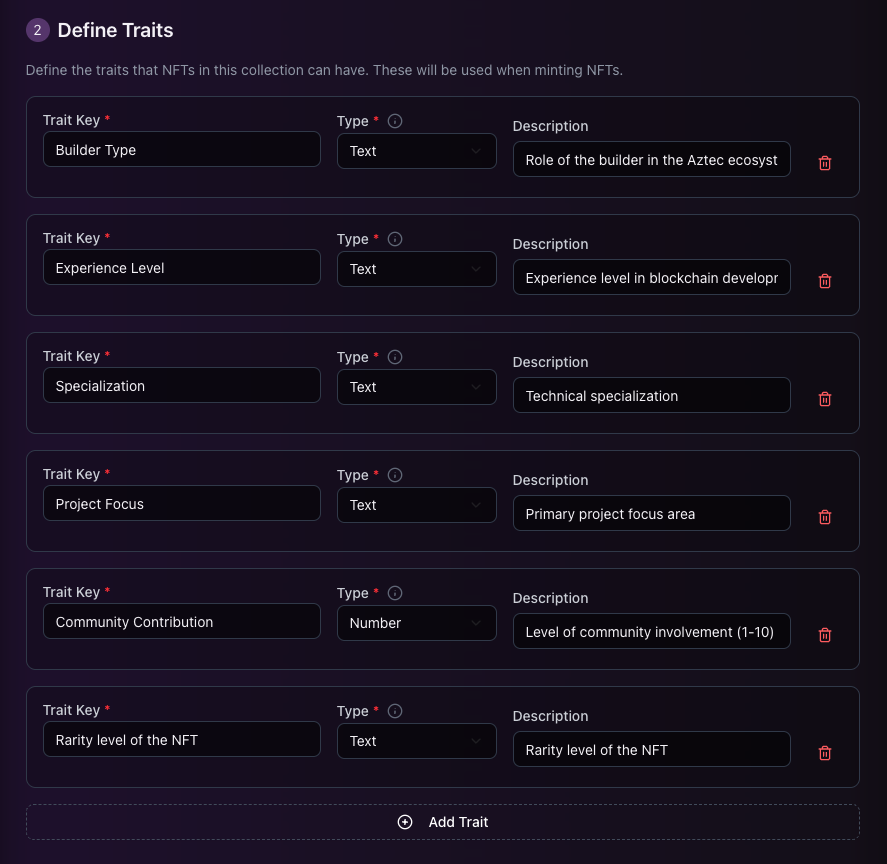 2 Define Traits
Define the traits that NFTs in this collection can have. These will be used when minting NFTs.
Trait Key * Type * Description
Builder Type Text Role of the builder in the Aztec ecosyst
Trait Key * Type * Description
Experience Level Text Experience level in blockchain developr
Trait Key * Type * Description
Specialization Text Technical specialization
Trait Key * Type * Description
Project Focus Text Primary project focus area
Trait Key * Type * Description
Community Contribution Number Level of community involvement (1-10)
Trait Key * Type * Description
Rarity level of the NFT Text Rarity level of the NFT
Add Trait